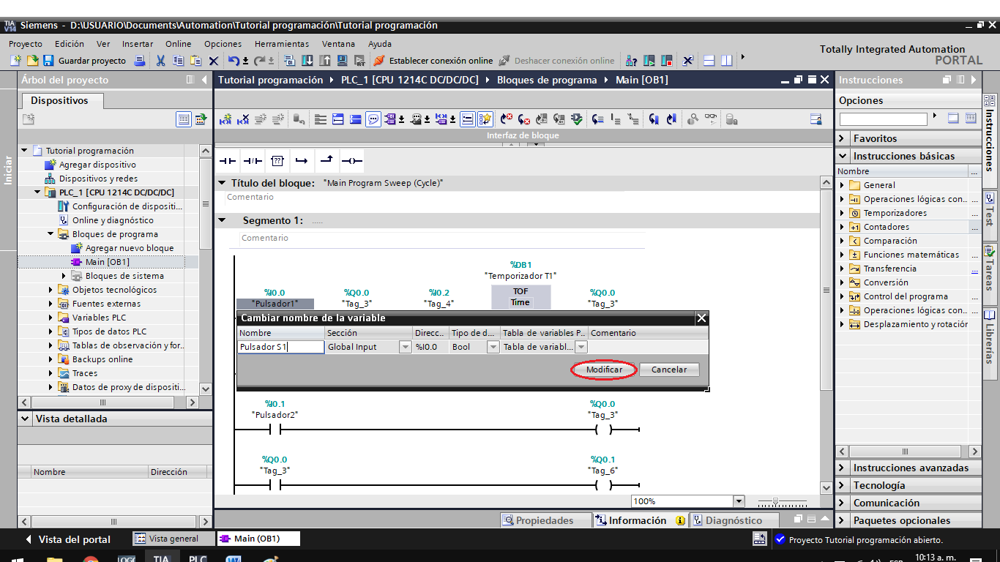 TIA V14 Siemens - D:\USUARIO\Documents\Automation\Tutorial programación\Tutorial programación
Proyecto Edición Ver Insertar Online Opciones Herramientas Ventana Ayuda
Totally Integrated Automation
PORTAL
Guardar proyecto Establecer conexión online Deshacer conexión online
Árbol del proyecto
Dispositivos
Iniciar
Tutorial programación
Agregar dispositivo
Dispositivos y redes
PLC_1 [CPU 1214C DC/DC/DC]
Configuración de dispositi...
Online y diagnóstico
Bloques de programa
Agregar nuevo bloque
Main [OB1]
Bloques de sistema
Objetos tecnológicos
Fuentes externas
Variables PLC
Tipos de datos PLC
Tablas de observación y for..
Backups online
Traces
Datos de proxy de dispositi...
Vista detallada
Nombre Dirección
Tutorial programación PLC_1 [CPU 1214C DC/DC/DC] Bloques de programa Main [OB1]
Interfaz de bloque
??
Título del bloque: "Main Program Sweep (Cycle)"
Comentario
Segmento 1: .....
Comentario
%DB1
"Temporizador T1"
%I0.0 %Q0.0 %I0.2 TOF %Q0.0
"Pulsador1" "Tag_3" "Tag_4" Time "Tag_3"
Cambiar nombre de la variable
Nombre Sección Direcc.. Tipo de d... Tabla de variables P.. Comentario
Pulsador S1 Global Input %I0.0 Bool Tabla de variabl...
Modificar Cancelar
%I0.1 %Q0.0
"Pulsador2" "Tag_3"
%Q0.0 %Q0.1
"Tag_3" "Tag_6"
100%
Propiedades Información Diagnóstico
Instrucciones
Opciones
Favoritos
Instrucciones básicas
Nombre ...
General
Operaciones lógicas con.. ...
Temporizadores ...
Contadores ...
Comparación
Funciones matemáticas ...
Transferencia ...
Conversión
Control del programa ...
Operaciones lógicas con.. ...
Desplazamiento y rotación
Instrucciones avanzadas
Tecnología
Comunicación
Paquetes opcionales
Instrucciones
Test
Tareas
Librerías
Vista del portal Vista general Main (OB1) Proyecto Tutorial programación abierto.
TIA PLC ESP 10:13 a. m.